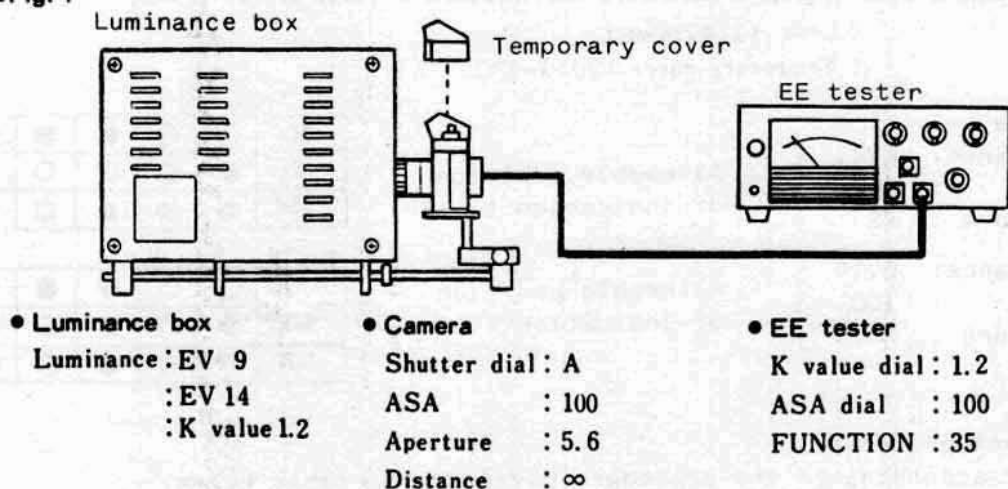 Luminance box
Temporary cover
EE tester
● Luminance box
Luminance : EV 9
: EV 14
: K value 1.2
● Camera
Shutter dial : A
ASA : 100
Aperture : 5.6
Distance : ∞
● EE tester
K value dial : 1.2
ASA dial : 100
FUNCTION : 35